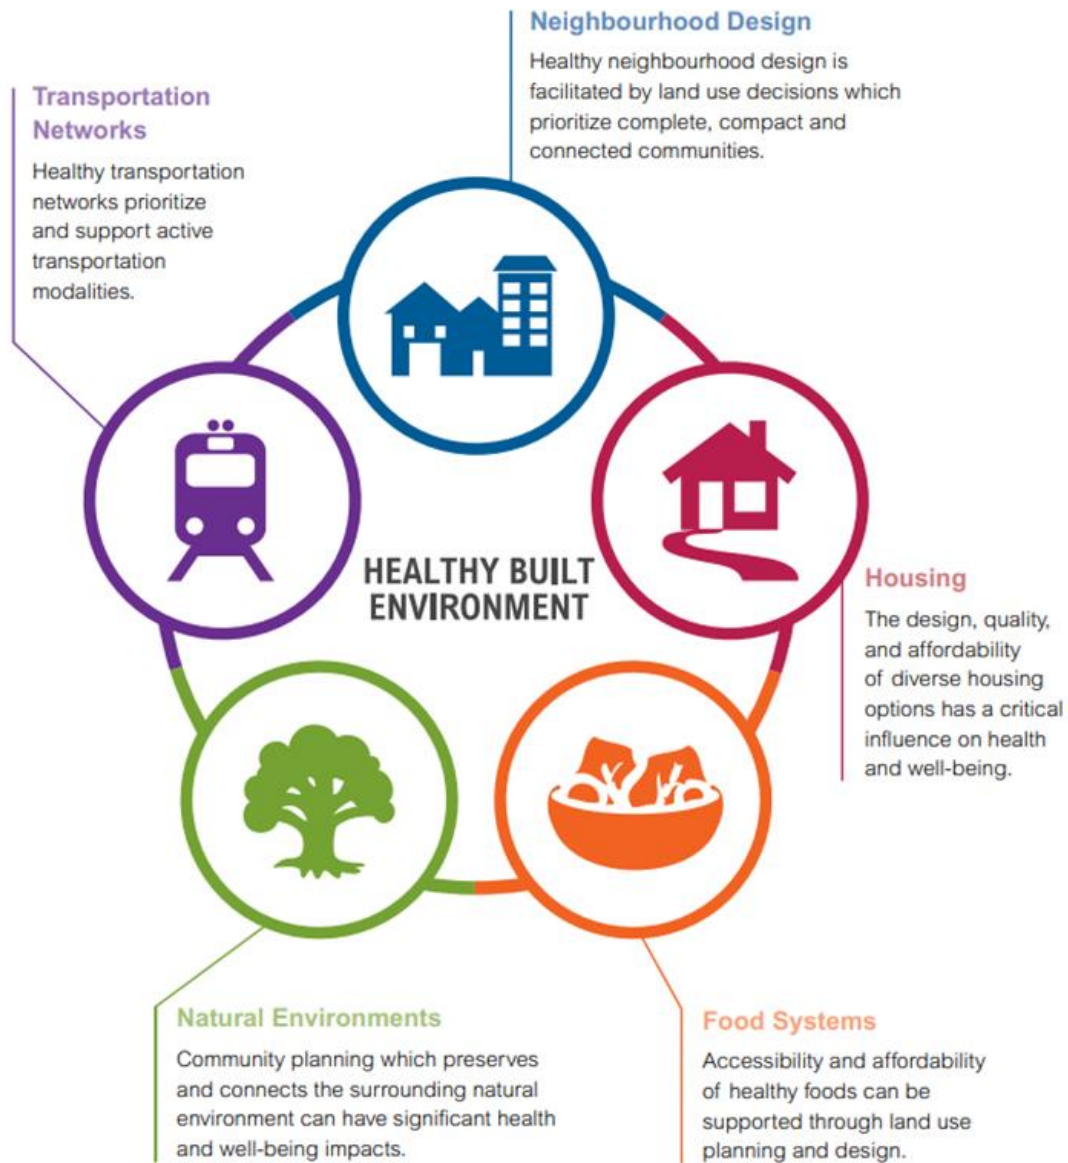 Neighbourhood Design
Healthy neighbourhood design is
facilitated by land use decisions which
prioritize complete, compact and
connected communities.
Transportation
Networks
Healthy transportation
networks prioritize
and support active
transportation
modalities.
HEALTHY BUILT
ENVIRONMENT
Housing
The design, quality,
and affordability
of diverse housing
options has a critical
influence on health
and well-being.
Natural Environments
Community planning which preserves
and connects the surrounding natural
environment can have significant health
and well-being impacts.
Food Systems
Accessibility and affordability
of healthy foods can be
supported through land use
planning and design.